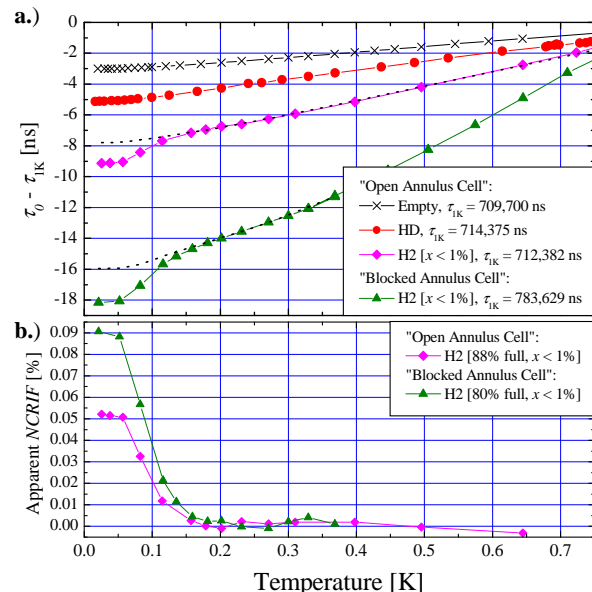 a.)
0
-2
-4
-6
-8
-10
-12
-14
-16
-18
τ₀ - τ₁K [ns]
"Open Annulus Cell":
Empty, τ₁K = 709,700 ns
HD, τ₁K = 714,375 ns
H2 [x < 1%], τ₁K = 712,382 ns
"Blocked Annulus Cell":
H2 [x < 1%], τ₁K = 783,629 ns
b.)
0.09
0.08
0.07
0.06
0.05
0.04
0.03
0.02
0.01
0.00
Apparent NCRIF [%]
"Open Annulus Cell":
H2 [88% full, x < 1%]
"Blocked Annulus Cell":
H2 [80% full, x < 1%]
0.0 0.1 0.2 0.3 0.4 0.5 0.6 0.7
Temperature [K]